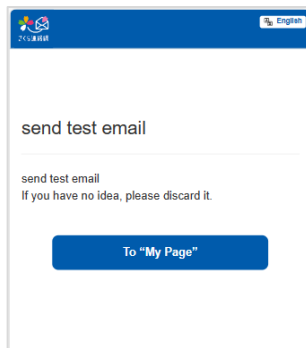 さくら連絡網
English
send test email
send test email
If you have no idea, please discard it.
To “My Page”